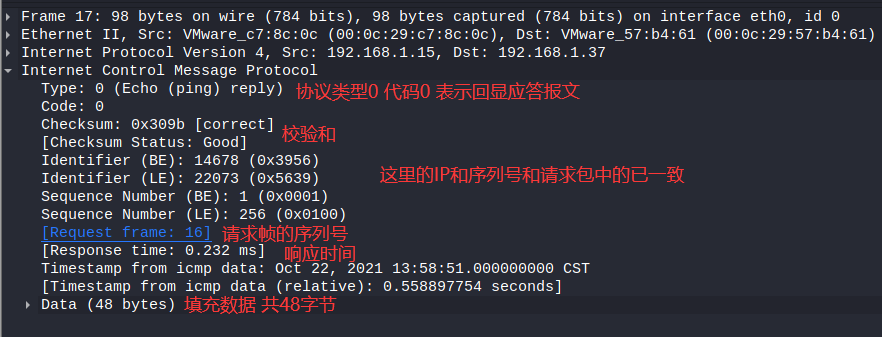 Frame 17: 98 bytes on wire (784 bits), 98 bytes captured (784 bits) on interface eth0, id 0
Ethernet II, Src: VMware_c7:8c:0c (00:0c:29:c7:8c:0c), Dst: VMware_57:b4:61 (00:0c:29:57:b4:61)
Internet Protocol Version 4, Src: 192.168.1.15, Dst: 192.168.1.37
Internet Control Message Protocol
Type: 0 (Echo (ping) reply) 协议类型0 代码0 表示回显应答报文
Code: 0
Checksum: 0x309b [correct]
校验和
[Checksum Status: Good]
Identifier (BE): 14678 (0x3956)
这里的IP和序列号和请求包中的已一致
Identifier (LE): 22073 (0x5639)
Sequence Number (BE): 1 (0x0001)
Sequence Number (LE): 256 (0x0100)
[Request frame: 16] 请求帧的序列号
[Response time: 0.232 ms] 响应时间
Timestamp from icmp data: Oct 22, 2021 13:58:51.000000000 CST
[Timestamp from icmp data (relative): 0.558897754 seconds]
Data (48 bytes) 填充数据 共48字节